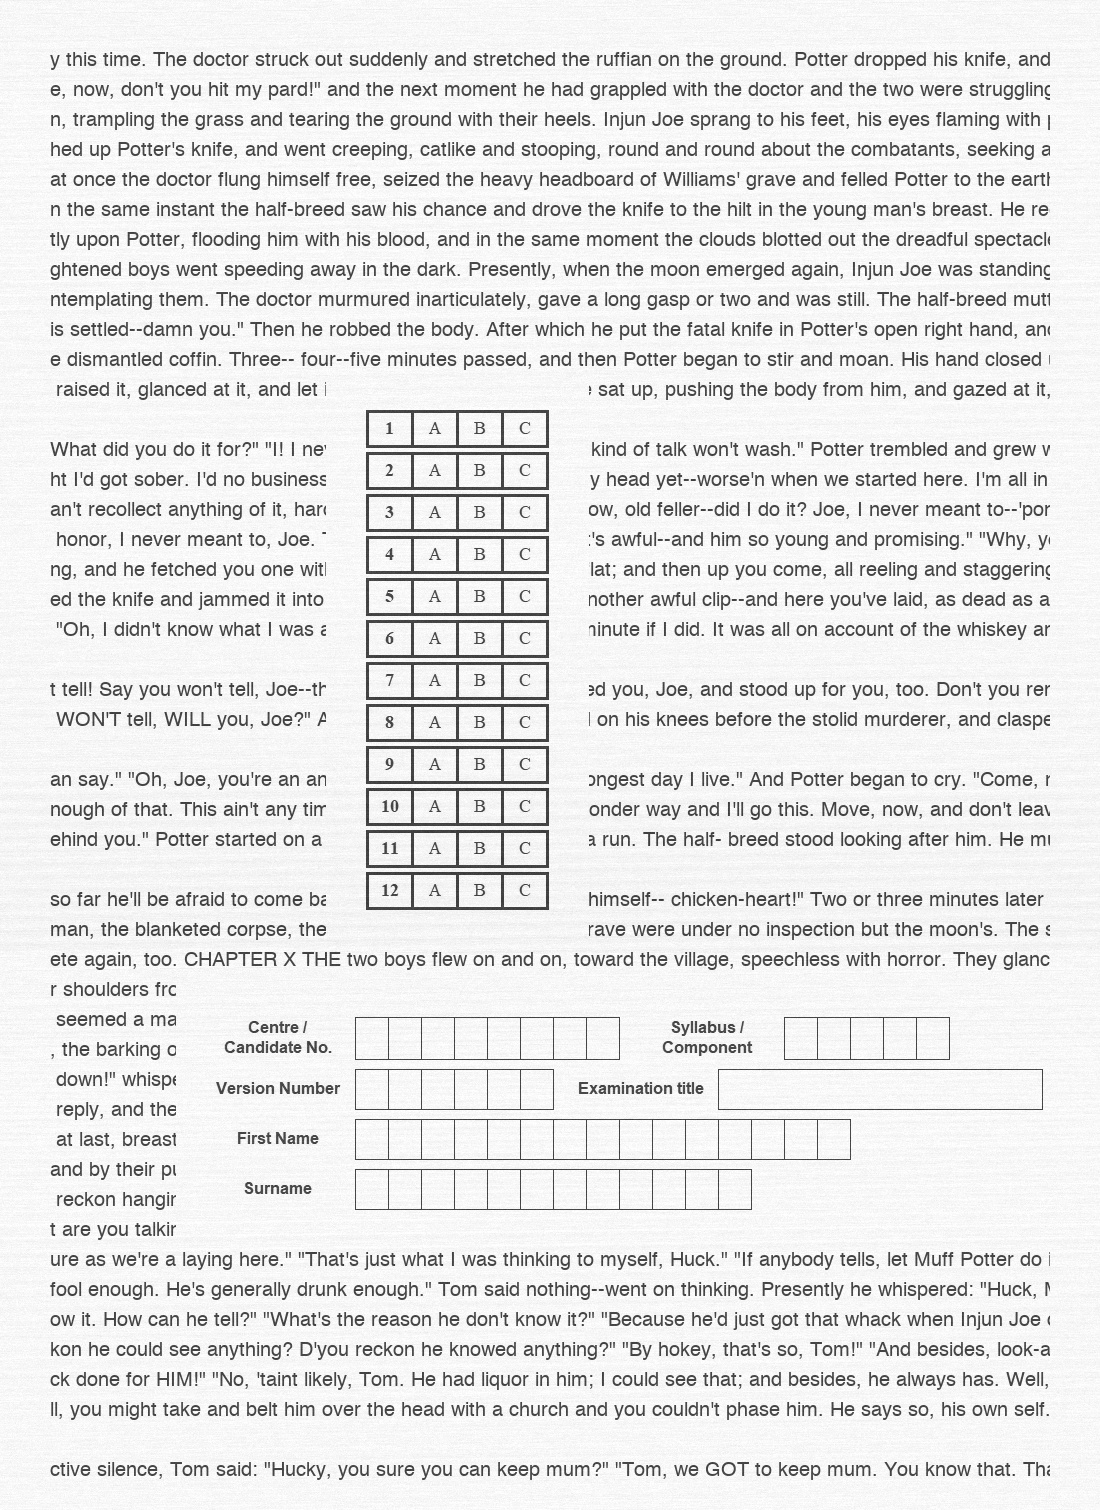 y this time. The doctor struck out suddenly and stretched the ruffian on the ground. Potter dropped his knife, and
e, now, don't you hit my pard!" and the next moment he had grappled with the doctor and the two were struggling
n, trampling the grass and tearing the ground with their heels. Injun Joe sprang to his feet, his eyes flaming with
hed up Potter's knife, and went creeping, catlike and stooping, round and round about the combatants, seeking a
at once the doctor flung himself free, seized the heavy headboard of Williams' grave and felled Potter to the earth
n the same instant the half-breed saw his chance and drove the knife to the hilt in the young man's breast. He re
tly upon Potter, flooding him with his blood, and in the same moment the clouds blotted out the dreadful spectacle
ghtened boys went speeding away in the dark. Presently, when the moon emerged again, Injun Joe was standing
ntemplating them. The doctor murmured inarticulately, gave a long gasp or two and was still. The half-breed mutt
is settled--damn you." Then he robbed the body. After which he put the fatal knife in Potter's open right hand, and
e dismantled coffin. Three-- four--five minutes passed, and then Potter began to stir and moan. His hand closed
raised it, glanced at it, and let sat up, pushing the body from him, and gazed at it,
What did you do it for?" "I! I nev kind of talk won't wash." Potter trembled and grew w
ht I'd got sober. I'd no business y head yet--worse'n when we started here. I'm all in
an't recollect anything of it, hard ow, old feller--did I do it? Joe, I never meant to--'pon
honor, I never meant to, Joe. 's awful--and him so young and promising." "Why, yo
ng, and he fetched you one with lat; and then up you come, all reeling and staggering
ed the knife and jammed it into nother awful clip--and here you've laid, as dead as a
"Oh, I didn't know what I was a minute if I did. It was all on account of the whiskey an
t tell! Say you won't tell, Joe--th ed you, Joe, and stood up for you, too. Don't you rem
WON'T tell, WILL you, Joe?" A on his knees before the stolid murderer, and claspe
an say." "Oh, Joe, you're an an ongest day I live." And Potter began to cry. "Come, n
nough of that. This ain't any tim onder way and I'll go this. Move, now, and don't leav
ehind you." Potter started on a a run. The half- breed stood looking after him. He mu
so far he'll be afraid to come ba himself-- chicken-heart!" Two or three minutes later
man, the blanketed corpse, the rave were under no inspection but the moon's. The s
1 A B C
2 A B C
3 A B C
4 A B C
5 A B C
6 A B C
7 A B C
8 A B C
9 A B C
10 A B C
11 A B C
12 A B C
ete again, too. CHAPTER X THE two boys flew on and on, toward the village, speechless with horror. They glanc
r shoulders fro
seemed a ma
, the barking o
down!" whispe
reply, and the
at last, breast
and by their pu
reckon hangin
t are you talkin
Centre /
Candidate No.
Syllabus /
Component
Version Number
Examination title
First Name
Surname
ure as we're a laying here." "That's just what I was thinking to myself, Huck." "If anybody tells, let Muff Potter do i
fool enough. He's generally drunk enough." Tom said nothing--went on thinking. Presently he whispered: "Huck, M
ow it. How can he tell?" "What's the reason he don't know it?" "Because he'd just got that whack when Injun Joe
kon he could see anything? D'you reckon he knowed anything?" "By hokey, that's so, Tom!" "And besides, look-a
ck done for HIM!" "No, 'taint likely, Tom. He had liquor in him; I could see that; and besides, he always has. Well,
ll, you might take and belt him over the head with a church and you couldn't phase him. He says so, his own self.
ctive silence, Tom said: "Hucky, you sure you can keep mum?" "Tom, we GOT to keep mum. You know that. Tha